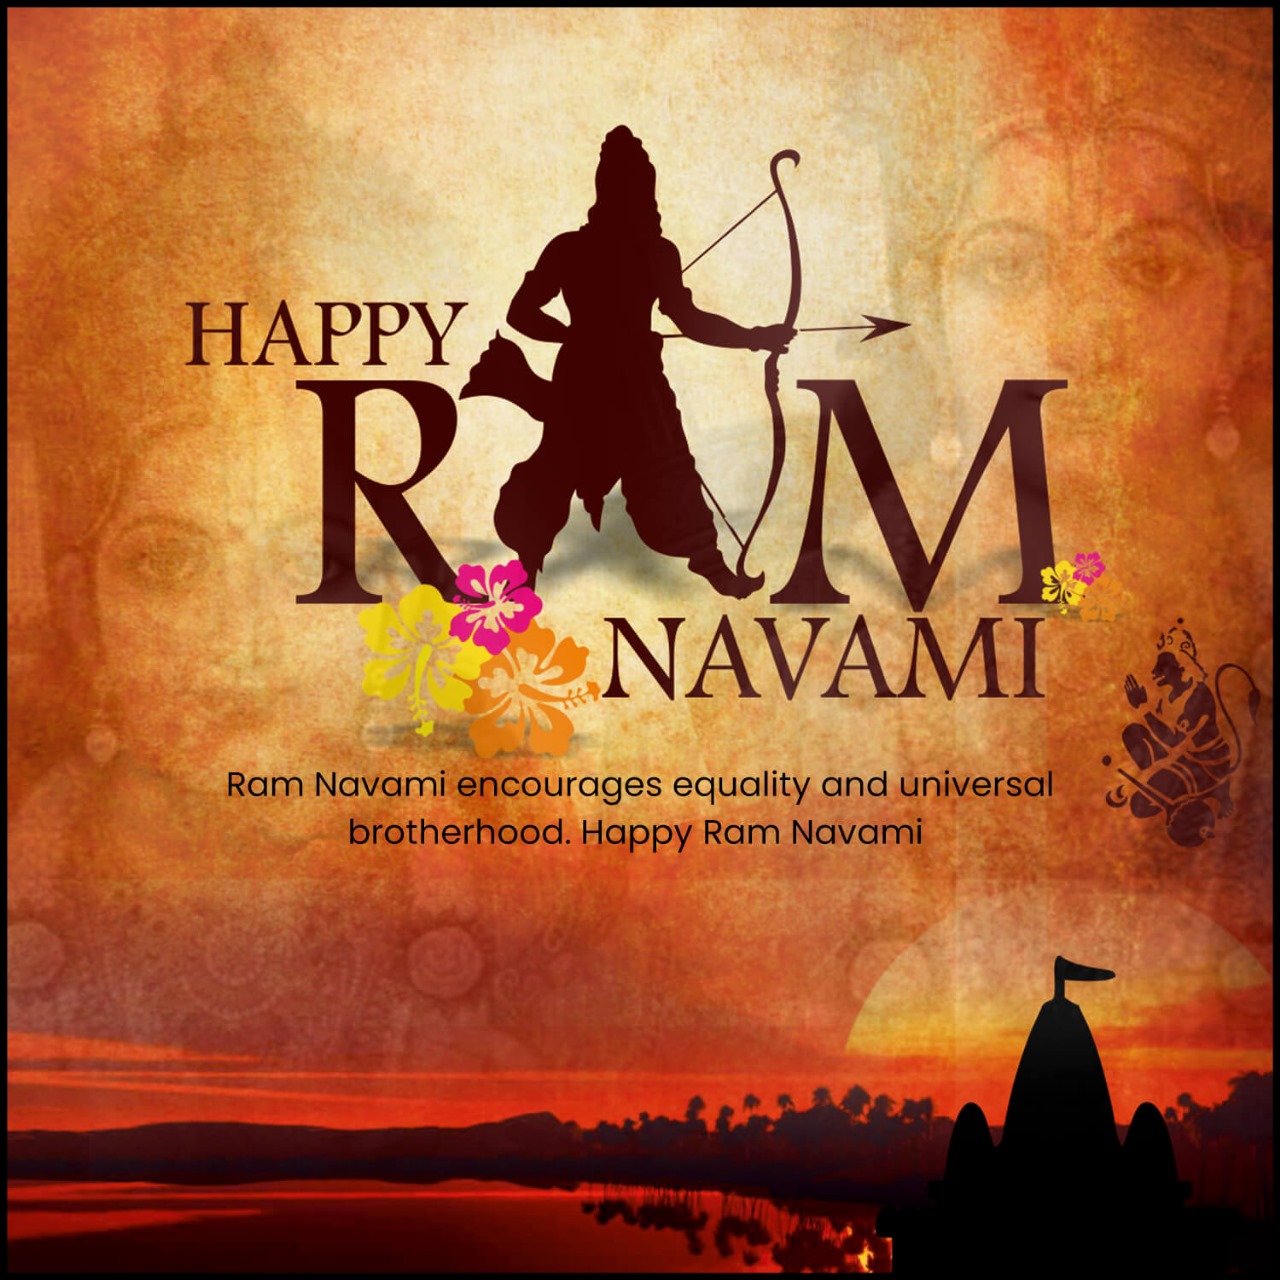 HAPPY
RAM
NAVAMI
Ram Navami encourages equality and universal
brotherhood. Happy Ram Navami